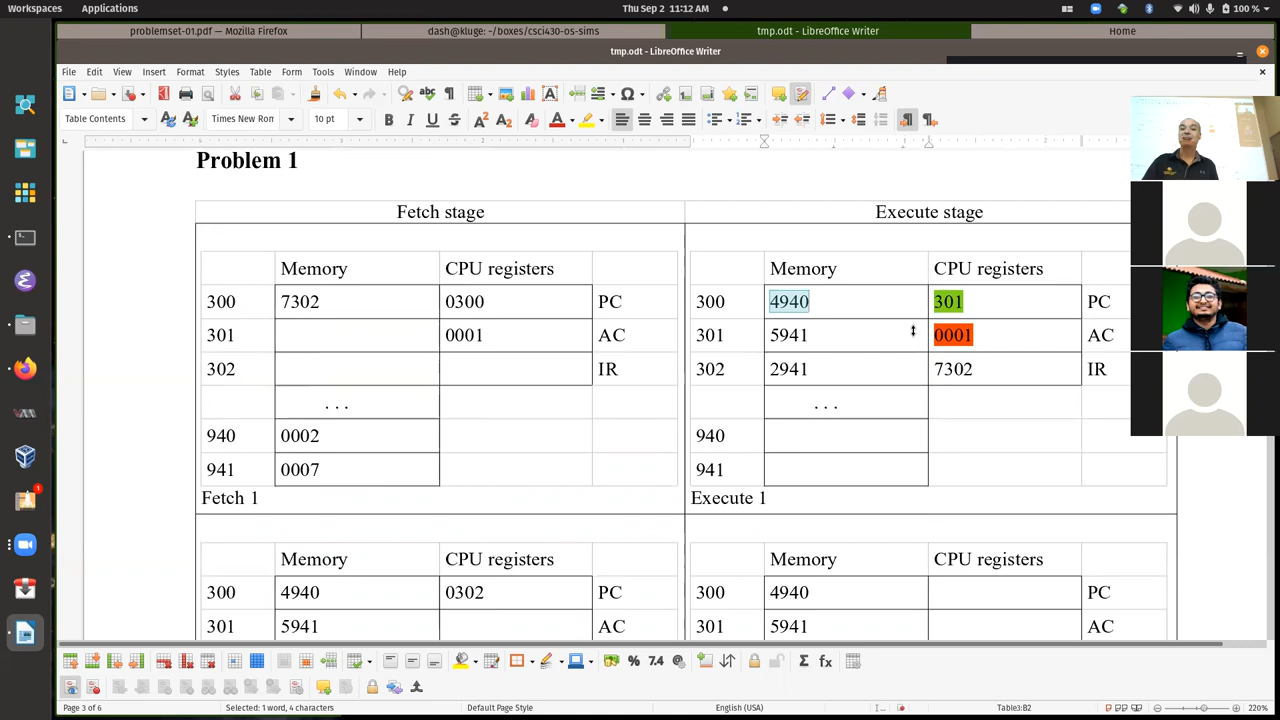 Workspaces Applications Thu Sep 2 11:12 AM 100 %
problemset-01.pdf — Mozilla Firefox dash@kluge: ~/boxes/csci430-os-sims tmp.odt - LibreOffice Writer Home
tmp.odt - LibreOffice Writer
File Edit View Insert Format Styles Table Form Tools Window Help
Table Contents Times New Ron 10 pt
Problem 1
Fetch stage Execute stage
Memory CPU registers Memory CPU registers
300 7302 0300 PC 300 4940 301 PC
301 0001 AC 301 5941 0001 AC
302 IR 302 2941 7302 IR
. . . . . .
940 0002 940
941 0007 941
Fetch 1 Execute 1
Memory CPU registers Memory CPU registers
300 4940 0302 PC 300 4940 PC
301 5941 AC 301 5941 AC
7.4
Page 3 of 6 Selected: 1 word, 4 characters Default Page Style English (USA) Table3:B2 220%